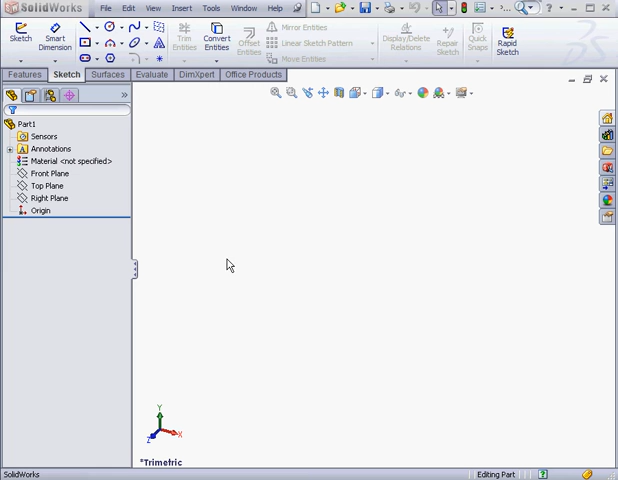 SolidWorks File Edit View Insert Tools Window Help
Sketch Smart Dimension Trim Entities Convert Entities Offset Entities Mirror Entities Linear Sketch Pattern Move Entities Display/Delete Relations Repair Sketch Quick Snaps Rapid Sketch
Features Sketch Surfaces Evaluate DimXpert Office Products
Part1
Sensors
Annotations
Material <not specified>
Front Plane
Top Plane
Right Plane
Origin
Y
X
Z
*Trimetric
SolidWorks Editing Part